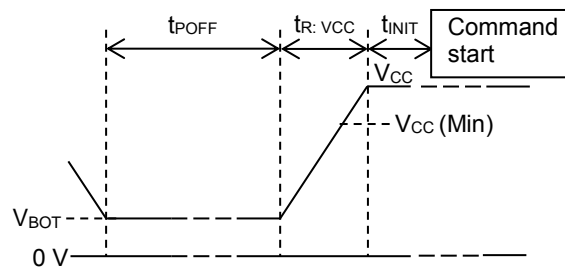 tPOFF
tR: VCC
tINIT
Command
start
VCC
VCC (Min)
VBOT
0 V